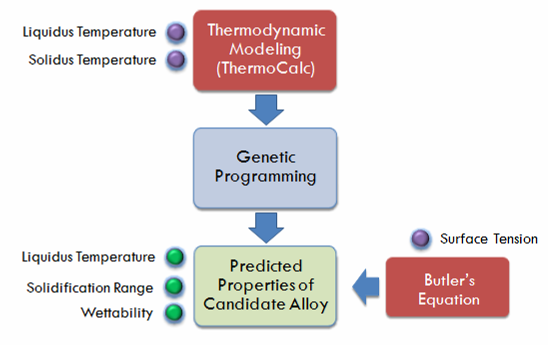 Liquidus Temperature
Solidus Temperature
Thermodynamic
Modeling
(ThermoCalc)
Genetic
Programming
Liquidus Temperature
Solidification Range
Wettability
Predicted
Properties of
Candidate Alloy
Surface Tension
Butler's
Equation